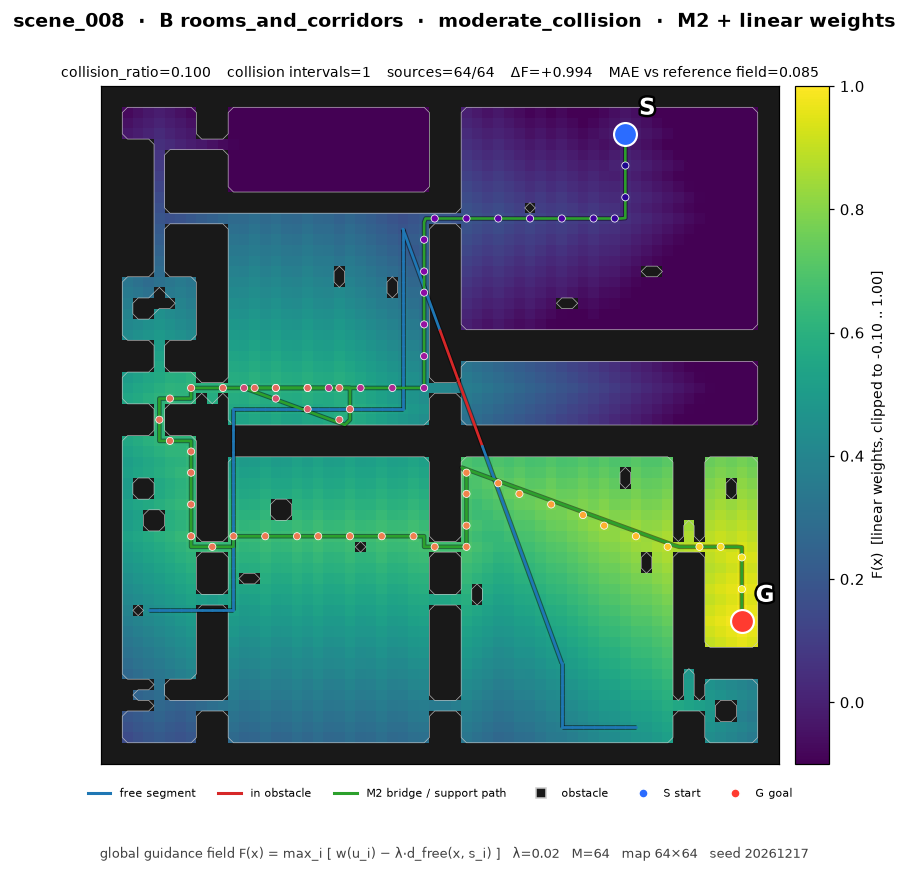 scene_008 · B rooms_and_corridors · moderate_collision · M2 + linear weights
collision_ratio=0.100 collision intervals=1 sources=64/64 ΔF=+0.994 MAE vs reference field=0.085
S
G
1.0
0.8
0.6
0.4
0.2
0.0
F(x) [linear weights, clipped to -0.10 .. 1.00]
free segment in obstacle M2 bridge / support path obstacle S start G goal
global guidance field F(x) = max_i [ w(u_i) − λ·d_free(x, s_i) ] λ=0.02 M=64 map 64×64 seed 20261217